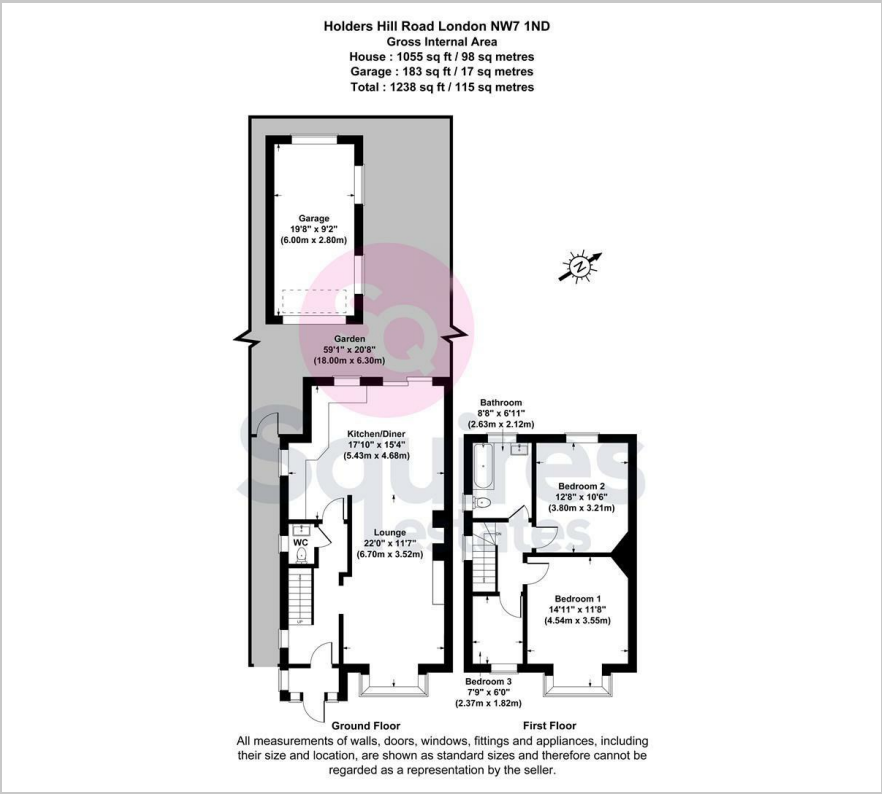 Holders Hill Road London NW7 1ND
Gross Internal Area
House : 1055 sq ft / 98 sq metres
Garage : 183 sq ft / 17 sq metres
Total : 1238 sq ft / 115 sq metres
Garage
19'8" x 9'2"
(6.00m x 2.80m)
N
SQ
Garden
59'1" x 20'8"
(18.00m x 6.30m)
Squires
estates
Kitchen/Diner
17'10" x 15'4"
(5.43m x 4.68m)
WC
Lounge
22'0" x 11'7"
(6.70m x 3.52m)
UP
Bathroom
8'8" x 6'11"
(2.63m x 2.12m)
Bedroom 2
12'8" x 10'6"
(3.80m x 3.21m)
Bedroom 1
14'11" x 11'8"
(4.54m x 3.55m)
Bedroom 3
7'9" x 6'0"
(2.37m x 1.82m)
Ground Floor
First Floor
All measurements of walls, doors, windows, fittings and appliances, including
their size and location, are shown as standard sizes and therefore cannot be
regarded as a representation by the seller.